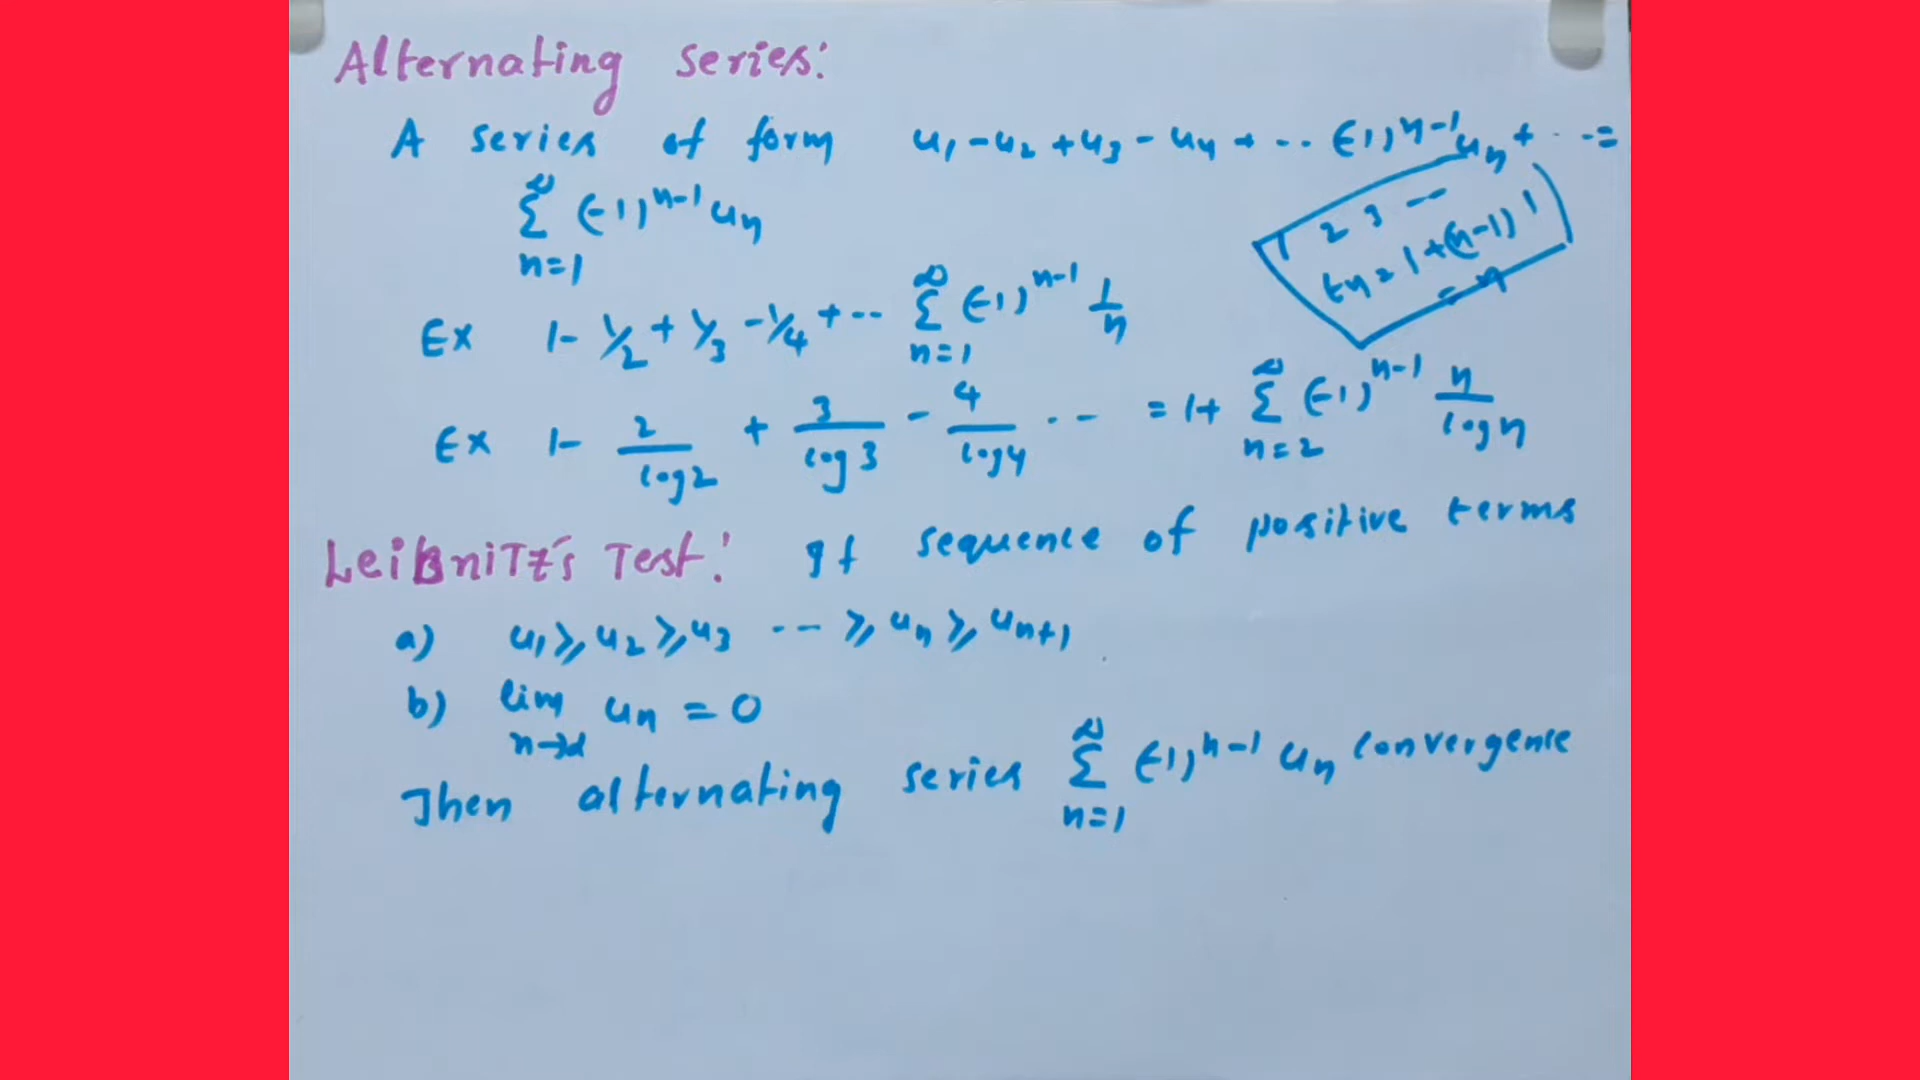 Alternating series:
A series of form u₁-u₂+u₃-u₄+ ·· (-1)ⁿ⁻¹uₙ+ ··=
∞ Σ n=1 (-1)ⁿ⁻¹ uₙ
1 2 3 --
tn = 1+(n-1) 1
= n
Ex 1- 1/2 + 1/3 - 1/4 + -- ∞ Σ n=1 (-1)ⁿ⁻¹ 1/n
Ex 1- 2/log2 + 3/log3 - 4/log4 ·- = 1+ ∞ Σ n=2 (-1)ⁿ⁻¹ n/logn
LeiBniTz's Test: If sequence of positive terms
a) u₁⩾u₂⩾u₃ --- ⩾uₙ⩾uₙ₊₁
b) lim n→∞ uₙ = 0
Then alternating series ∞ Σ n=1 (-1)ⁿ⁻¹ uₙ convergence